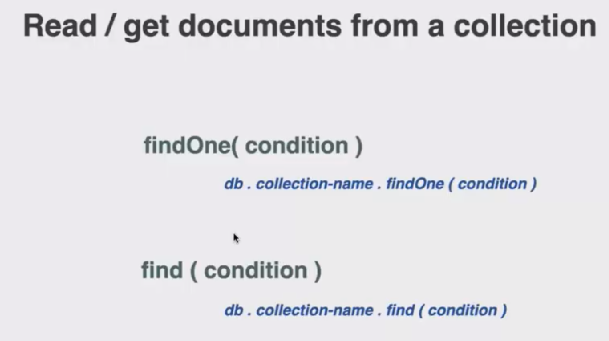 Read / get documents from a collection
findOne( condition )
db . collection-name . findOne ( condition )
find ( condition )
db . collection-name . find ( condition )